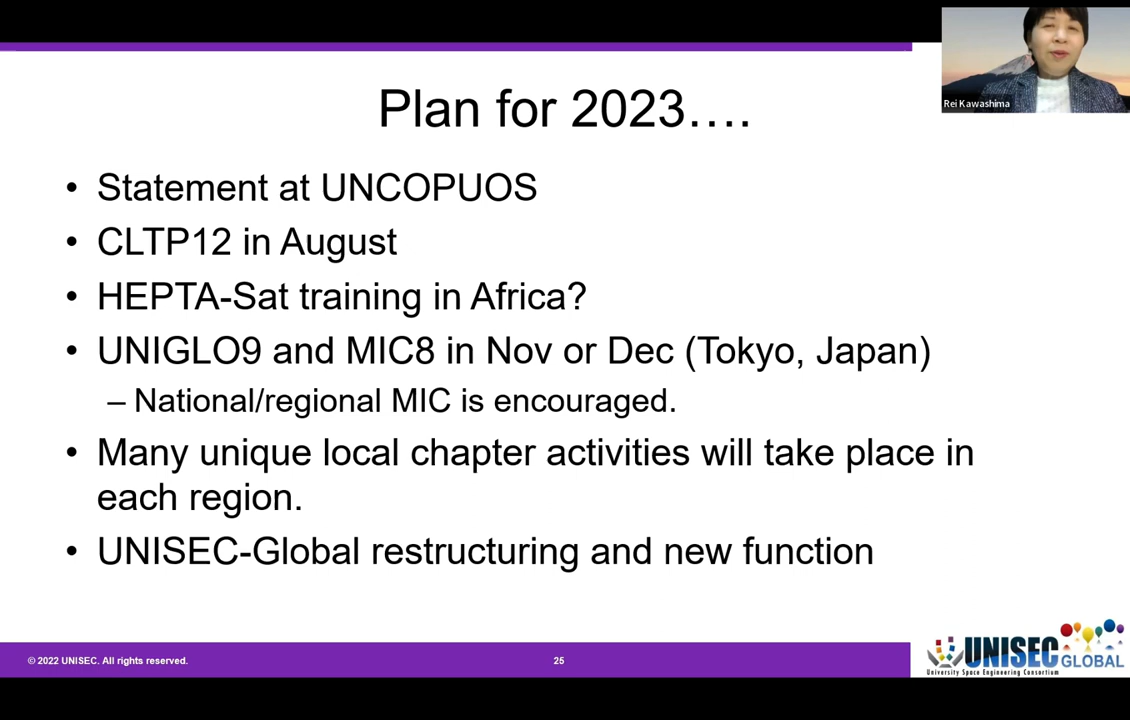 Rei Kawashima
Plan for 2023….
• Statement at UNCOPUOS
• CLTP12 in August
• HEPTA-Sat training in Africa?
• UNIGLO9 and MIC8 in Nov or Dec (Tokyo, Japan)
– National/regional MIC is encouraged.
• Many unique local chapter activities will take place in
each region.
• UNISEC-Global restructuring and new function
© 2022 UNISEC. All rights reserved.
25
UNISEC GLOBAL
University Space Engineering Consortium